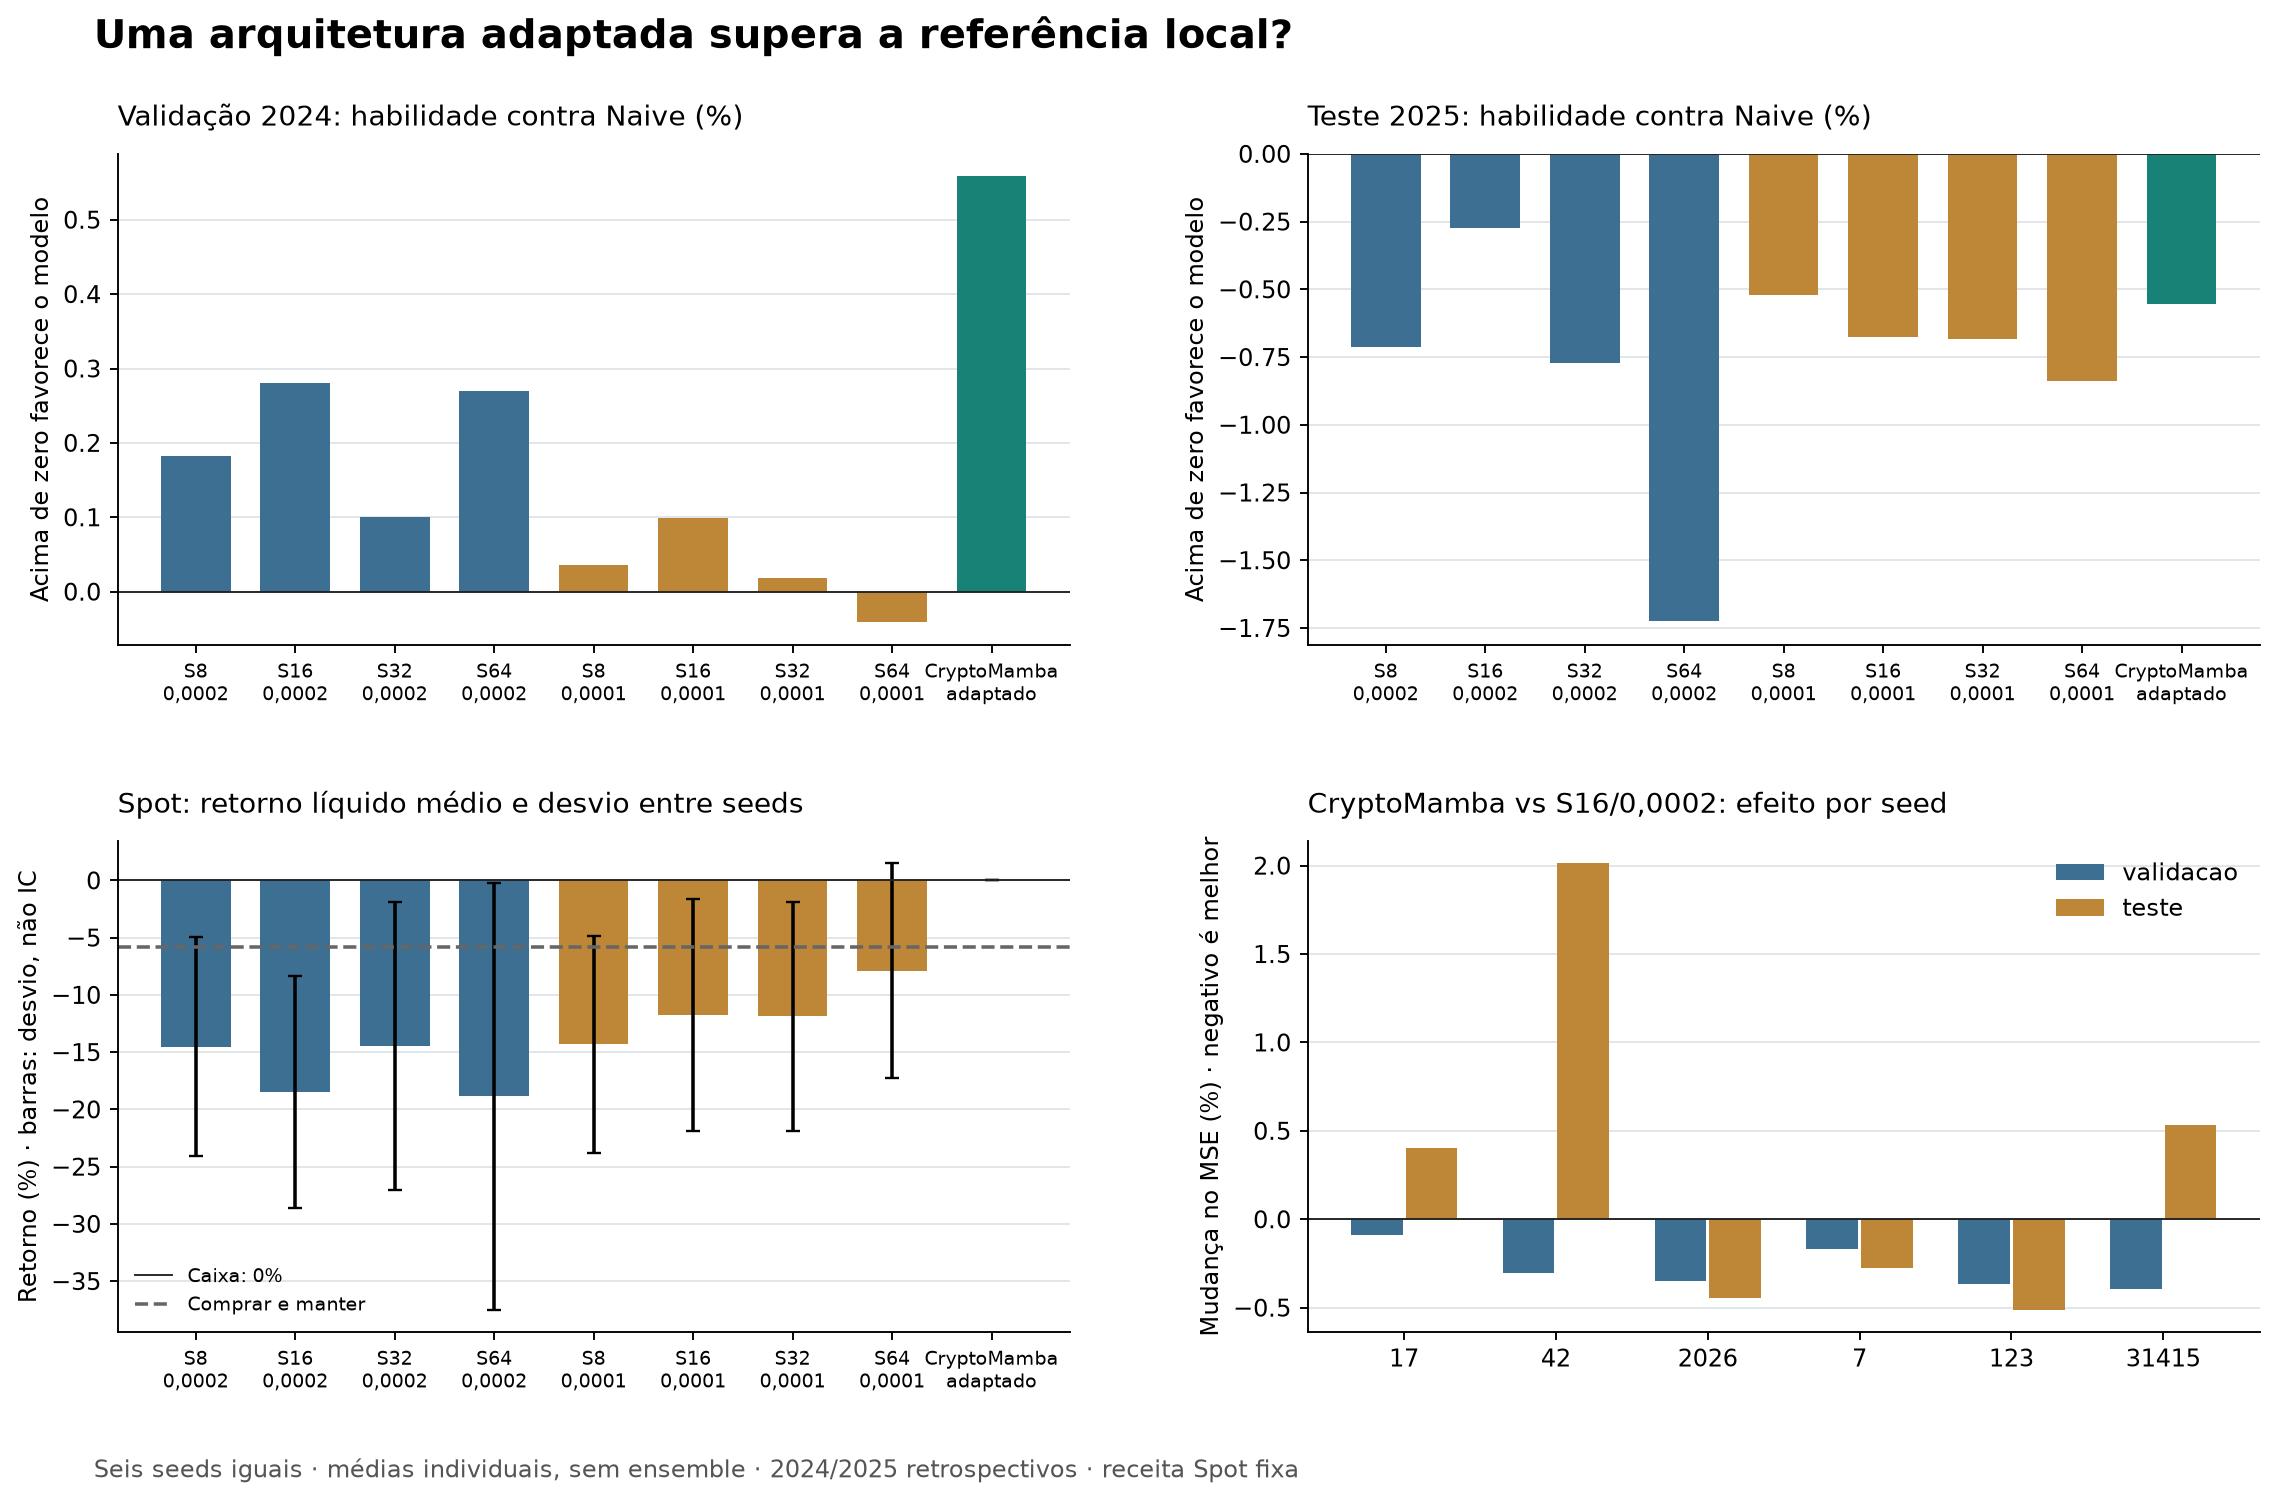 Uma arquitetura adaptada supera a referência local?
Validação 2024: habilidade contra Naive (%)
Acima de zero favorece o modelo
0.5
0.4
0.3
0.2
0.1
0.0
S8 S16 S32 S64 S8 S16 S32 S64 CryptoMamba
0,0002 0,0002 0,0002 0,0002 0,0001 0,0001 0,0001 0,0001 adaptado
Teste 2025: habilidade contra Naive (%)
Acima de zero favorece o modelo
0.00
−0.25
−0.50
−0.75
−1.00
−1.25
−1.50
−1.75
S8 S16 S32 S64 S8 S16 S32 S64 CryptoMamba
0,0002 0,0002 0,0002 0,0002 0,0001 0,0001 0,0001 0,0001 adaptado
Spot: retorno líquido médio e desvio entre seeds
Retorno (%) · barras: desvio, não IC
0
−5
−10
−15
−20
−25
−30
−35
Caixa: 0%
Comprar e manter
S8 S16 S32 S64 S8 S16 S32 S64 CryptoMamba
0,0002 0,0002 0,0002 0,0002 0,0001 0,0001 0,0001 0,0001 adaptado
CryptoMamba vs S16/0,0002: efeito por seed
Mudança no MSE (%) · negativo é melhor
2.0
1.5
1.0
0.5
0.0
−0.5
validacao
teste
17 42 2026 7 123 31415
Seis seeds iguais · médias individuais, sem ensemble · 2024/2025 retrospectivos · receita Spot fixa